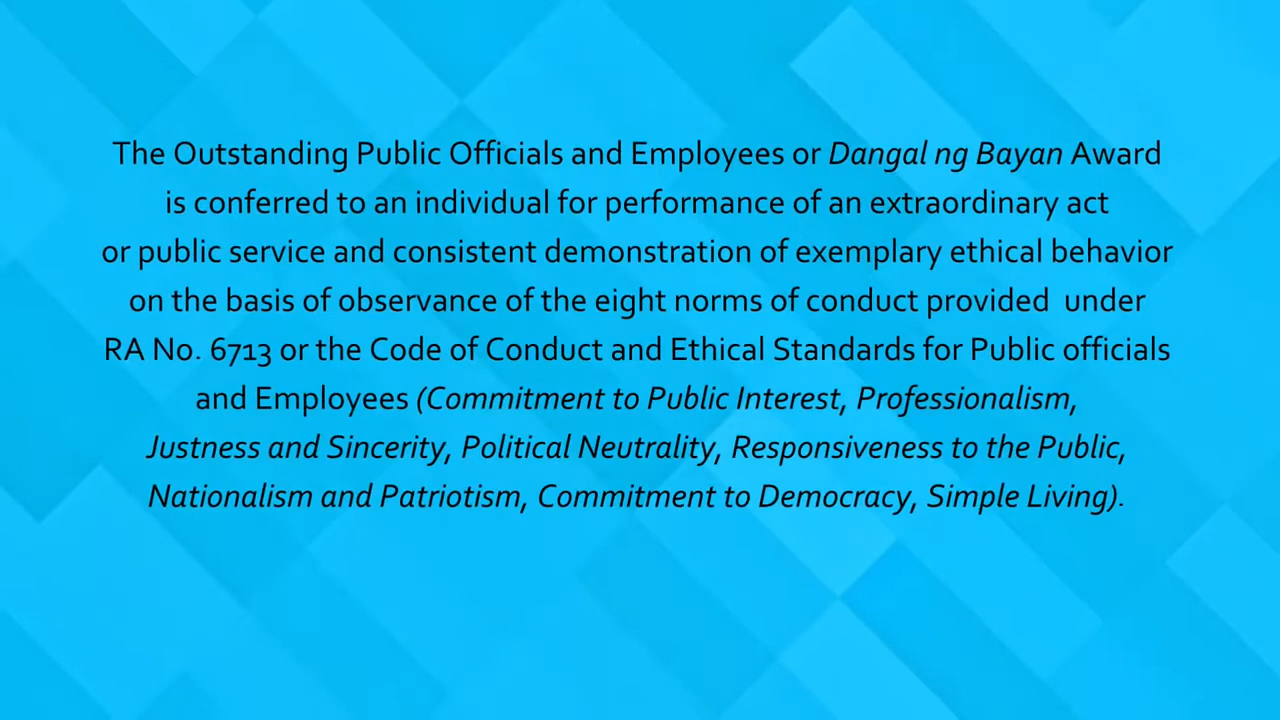 The Outstanding Public Officials and Employees or Dangal ng Bayan Award
is conferred to an individual for performance of an extraordinary act
or public service and consistent demonstration of exemplary ethical behavior
on the basis of observance of the eight norms of conduct provided  under
RA No. 6713 or the Code of Conduct and Ethical Standards for Public officials
and Employees (Commitment to Public Interest, Professionalism,
Justness and Sincerity, Political Neutrality, Responsiveness to the Public,
Nationalism and Patriotism, Commitment to Democracy, Simple Living).